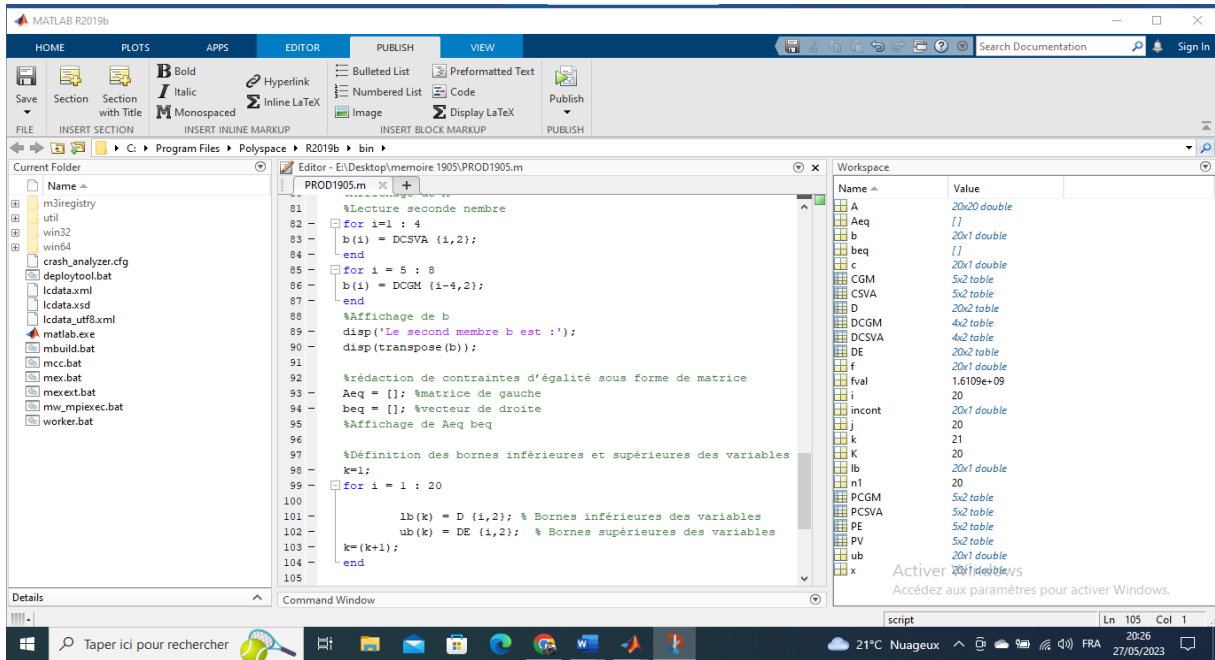 MATLAB R2019b
HOME PLOTS APPS EDITOR PUBLISH VIEW Search Documentation Sign In
Save Section Section with Title B Bold I Italic M Monospaced Hyperlink Σ Inline LaTeX Bulleted List Numbered List Image Preformatted Text Code Σ Display LaTeX Publish
FILE INSERT SECTION INSERT INLINE MARKUP INSERT BLOCK MARKUP PUBLISH
C: Program Files Polyspace R2019b bin
Current Folder
Name
m3iregistry
util
win32
win64
crash_analyzer.cfg
deploytool.bat
lcdata.xml
lcdata.xsd
lcdata_utf8.xml
matlab.exe
mbuild.bat
mcc.bat
mex.bat
mexext.bat
mw_mpiexec.bat
worker.bat
Details
Editor - E:\Desktop\memoire 1905\PROD1905.m
PROD1905.m +
81 %Lecture seconde nembre
82 - for i=1 : 4
83 - b(i) = DCSVA {i,2};
84 - end
85 - for i = 5 : 8
86 - b(i) = DCGM {i-4,2};
87 - end
88 %Affichage de b
89 - disp('Le second membre b est :');
90 - disp(transpose(b));
91
92 %rédaction de contraintes d’égalité sous forme de matrice
93 - Aeq = []; %matrice de gauche
94 - beq = []; %vecteur de droite
95 %Affichage de Aeq beq
96
97 %Définition des bornes inférieures et supérieures des variables
98 - k=1;
99 - for i = 1 : 20
100
101 - lb(k) = D {i,2}; % Bornes inférieures des variables
102 - ub(k) = DE {i,2}; % Bornes supérieures des variables
103 - k=(k+1);
104 - end
105
Command Window
Workspace
Name Value
A 20x20 double
Aeq []
b 20x1 double
beq []
c 20x1 double
CGM 5x2 table
CSVA 5x2 table
D 20x2 table
DCGM 4x2 table
DCSVA 4x2 table
DE 20x2 table
f 20x1 double
fval 1.6109e+09
i 20
incont 20x1 double
j 20
k 21
K 20
lb 20x1 double
n1 20
PCGM 5x2 table
PCSVA 5x2 table
PE 5x2 table
PV 5x2 table
ub 20x1 double
x 20x1 double
Activer Windows
Accédez aux paramètres pour activer Windows.
script Ln 105 Col 1
Taper ici pour rechercher 21°C Nuageux FRA 20:26
27/05/2023